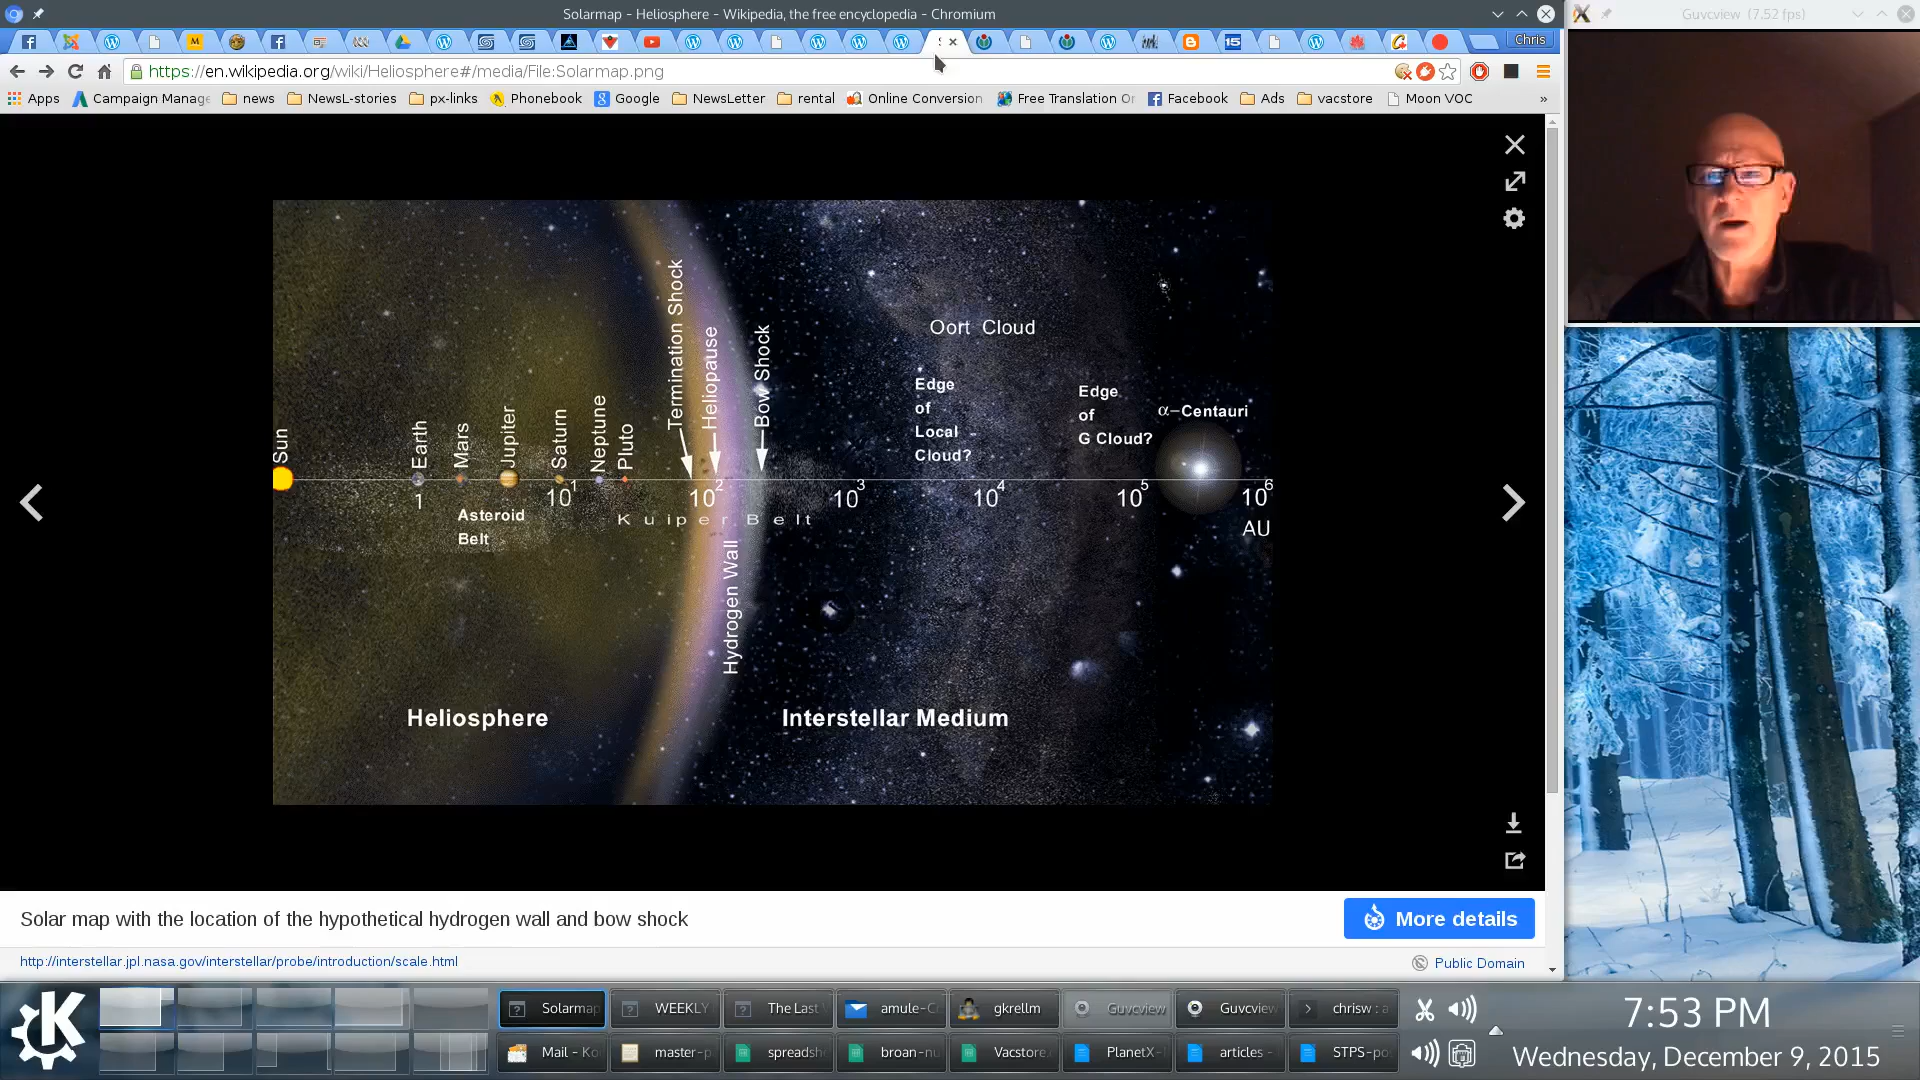 Solarmap - Heliosphere - Wikipedia, the free encyclopedia - Chromium
Guvcview (7.52 fps)
15
Chris
https://en.wikipedia.org/wiki/Heliosphere#/media/File:Solarmap.png
Apps
Campaign Manage
news
NewsL-stories
px-links
Phonebook
Google
NewsLetter
rental
Online Conversion
Free Translation Or
Facebook
Ads
vacstore
Moon VOC
»
Sun
Earth
Mars
Jupiter
Saturn
Neptune
Pluto
Termination Shock
Heliopause
Bow Shock
Oort Cloud
Edge
of
Local
Cloud?
Edge
of
G Cloud?
α-Centauri
1
10¹
10²
10³
10⁴
10⁵
10⁶
AU
Asteroid
Belt
Kuiper Belt
Hydrogen Wall
Heliosphere
Interstellar Medium
Solar map with the location of the hypothetical hydrogen wall and bow shock
More details
http://interstellar.jpl.nasa.gov/interstellar/probe/introduction/scale.html
Public Domain
Solarmap
WEEKLY
The Last
amule-C
gkrellm
Guvcview
Guvcview
chrisw : a
Mail - Ko
master-p
spreadsh
broan-nu
Vacstore.
PlanetX-
articles -
STPS-po
7:53 PM
Wednesday, December 9, 2015